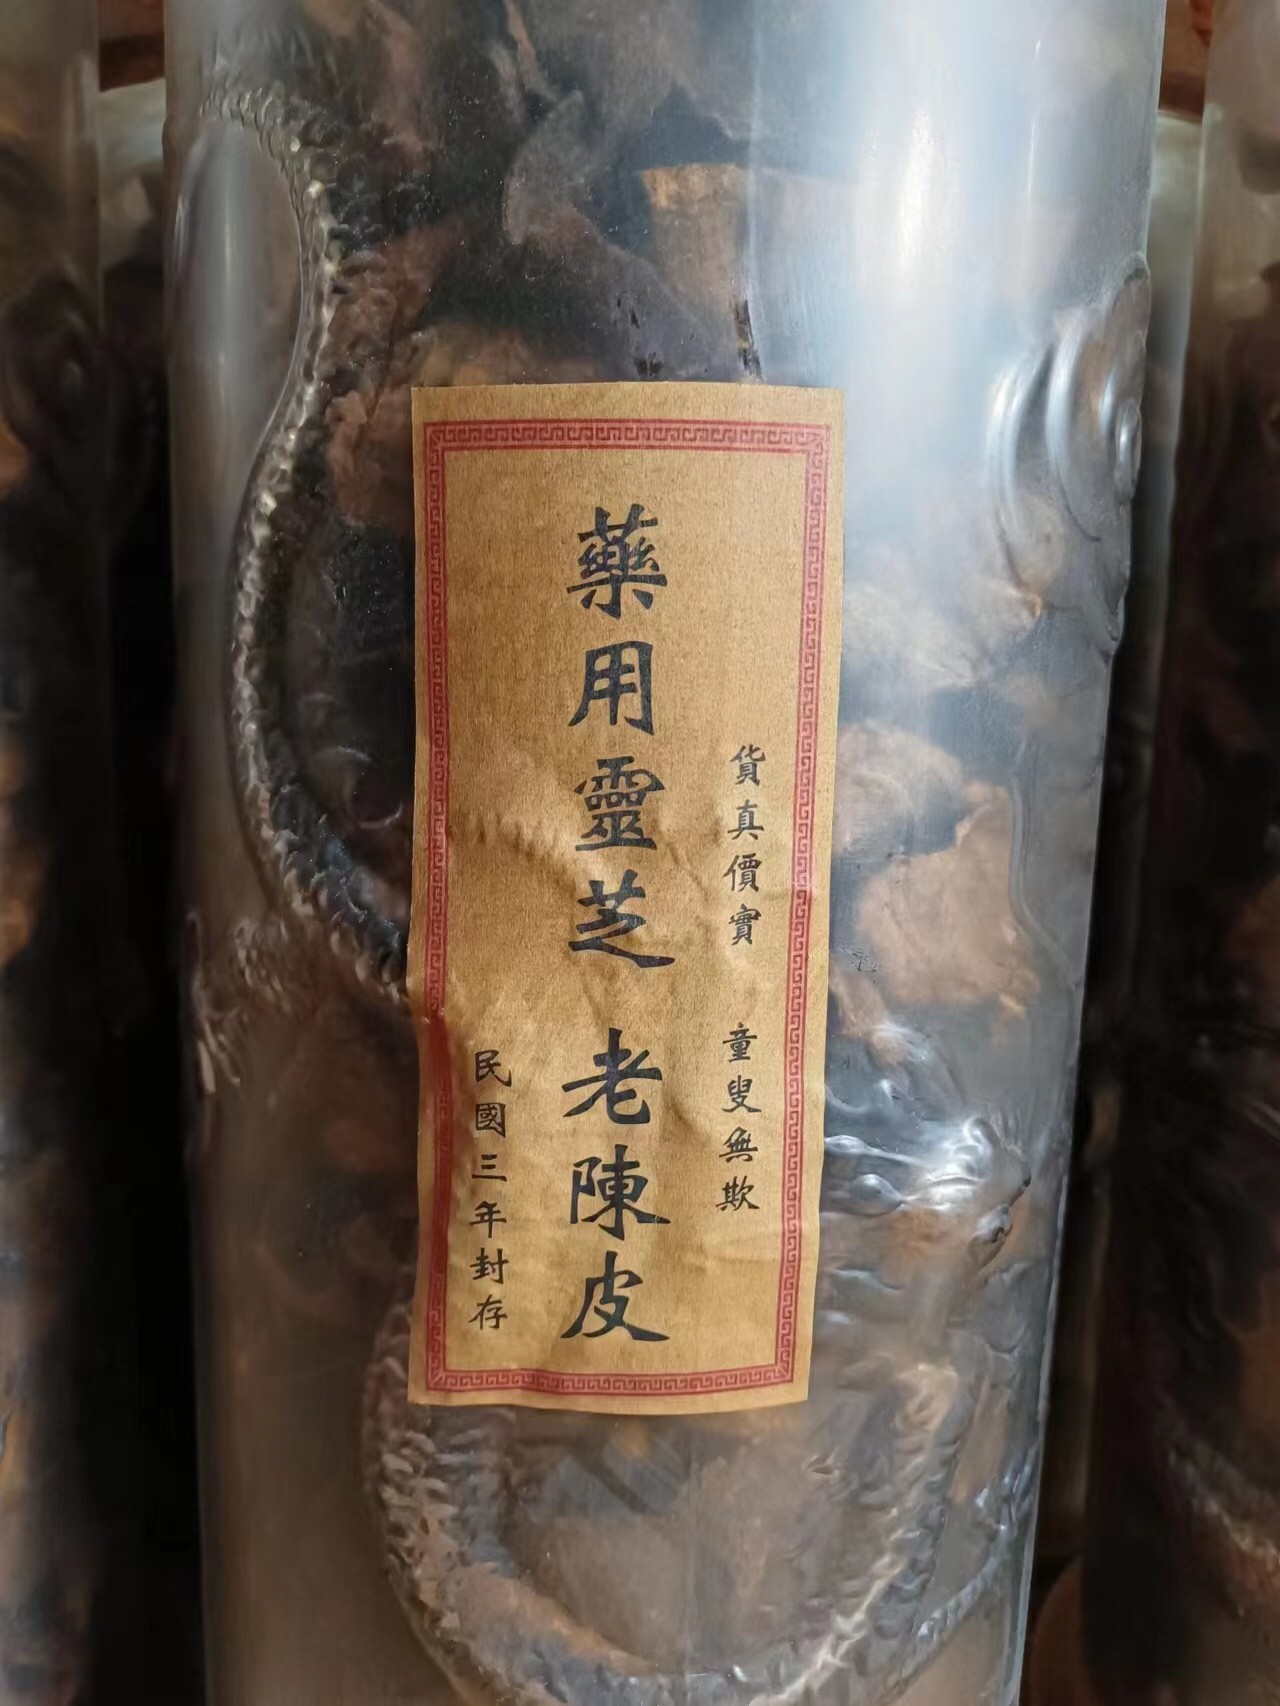 貨真價實 童叟無欺
藥用靈芝 老陳皮
民國三年封存